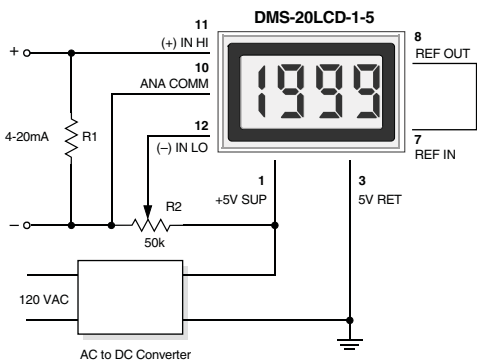 DMS-20LCD-1-5
11
(+) IN HI
8
REF OUT
+
10
ANA COMM
1999
4-20mA
R1
12
(–) IN LO
7
REF IN
1
+5V SUP
3
5V RET
–
R2
50k
120 VAC
AC to DC Converter